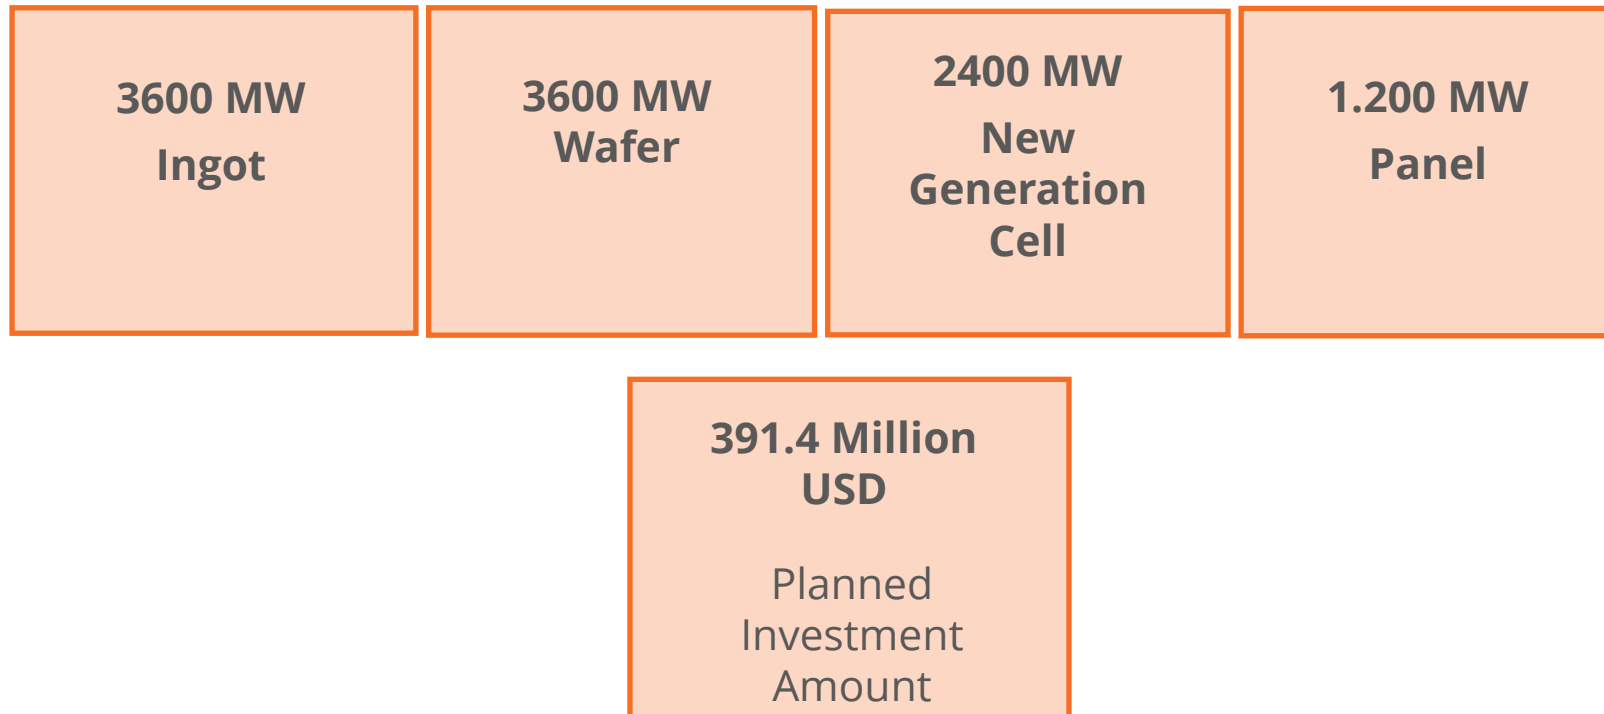 3600 MW
Ingot
3600 MW
Wafer
2400 MW
New
Generation
Cell
1.200 MW
Panel
391.4 Million
USD
Planned
Investment
Amount